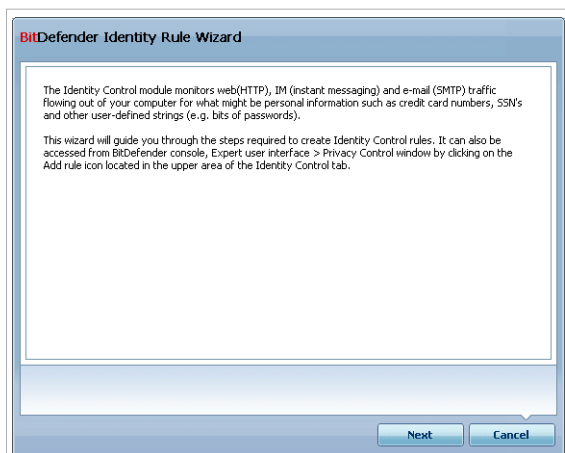 BitDefender Identity Rule Wizard
The Identity Control module monitors web(HTTP), IM (instant messaging) and e-mail (SMTP) traffic
flowing out of your computer for what might be personal information such as credit card numbers, SSN's
and other user-defined strings (e.g. bits of passwords).
This wizard will guide you through the steps required to create Identity Control rules. It can also be
accessed from BitDefender console, Expert user interface > Privacy Control window by clicking on the
Add rule icon located in the upper area of the Identity Control tab.
Next
Cancel